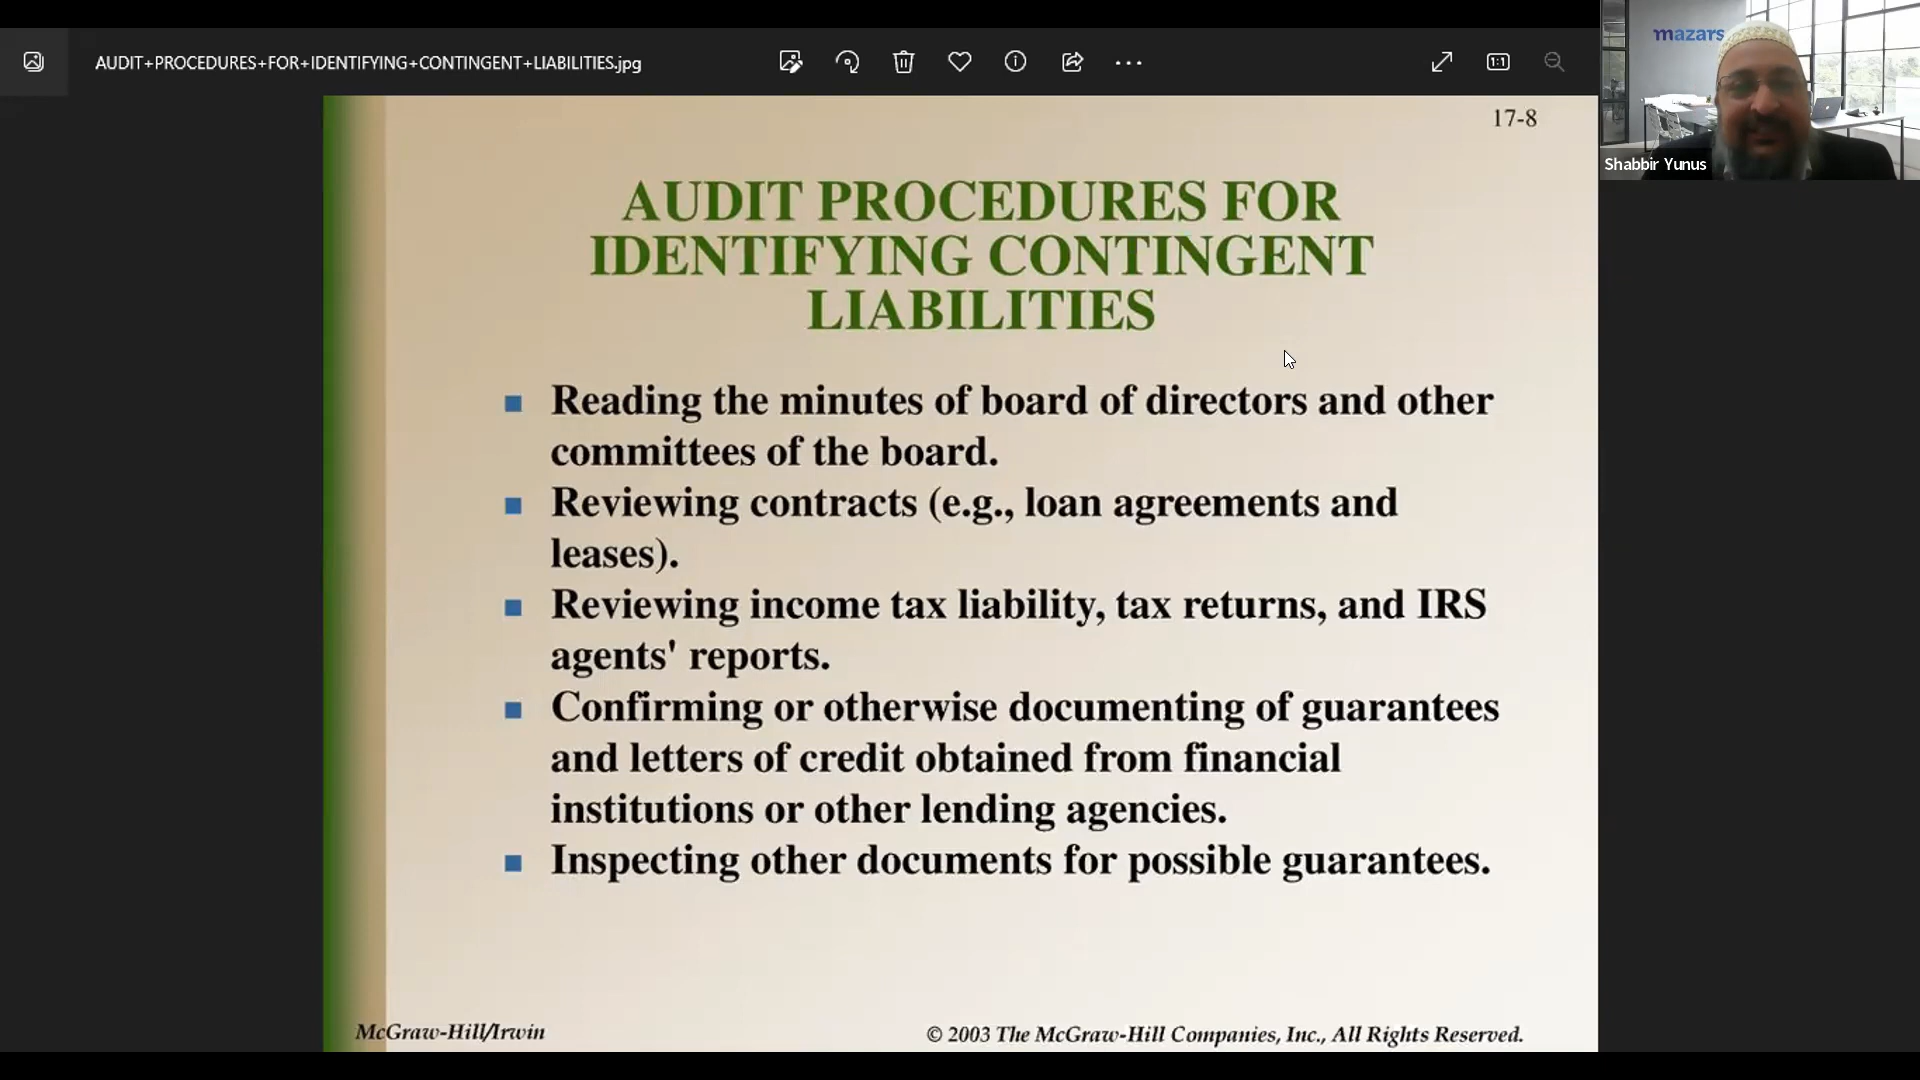 AUDIT+PROCEDURES+FOR+IDENTIFYING+CONTINGENT+LIABILITIES.jpg
1:1
mazars
Shabbir Yunus
17-8
AUDIT PROCEDURES FOR
IDENTIFYING CONTINGENT
LIABILITIES
Reading the minutes of board of directors and other
committees of the board.
Reviewing contracts (e.g., loan agreements and
leases).
Reviewing income tax liability, tax returns, and IRS
agents' reports.
Confirming or otherwise documenting of guarantees
and letters of credit obtained from financial
institutions or other lending agencies.
Inspecting other documents for possible guarantees.
McGraw-Hill/Irwin
© 2003 The McGraw-Hill Companies, Inc., All Rights Reserved.